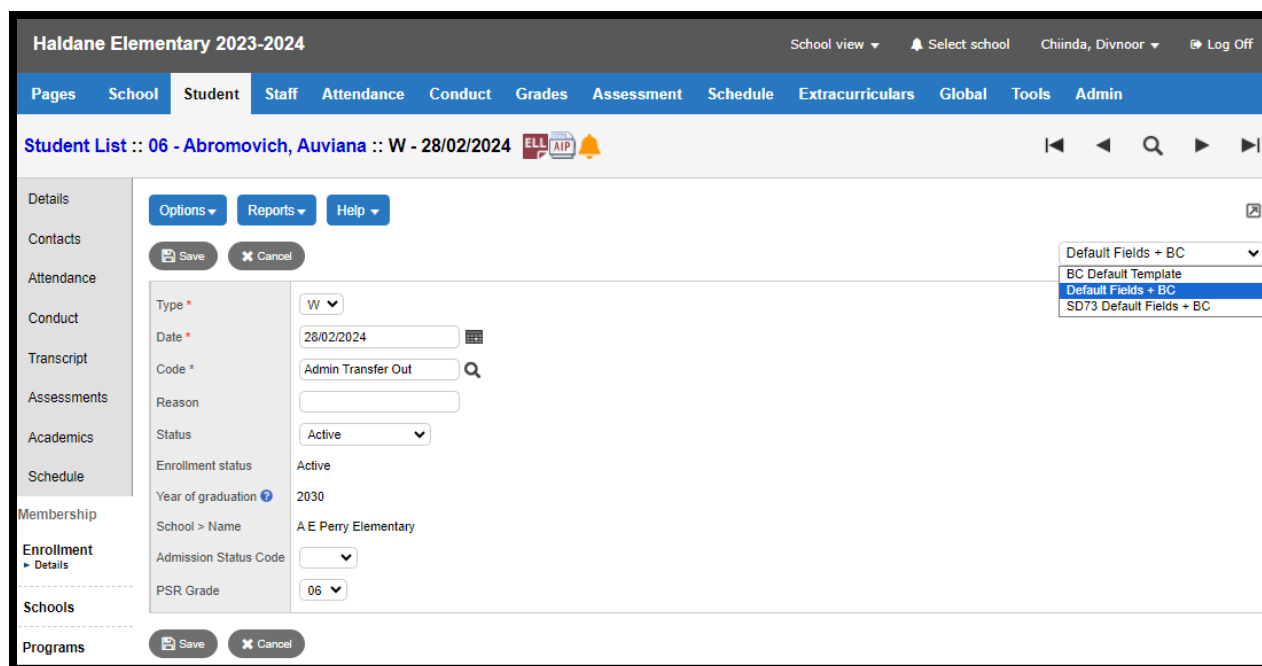 Haldane Elementary 2023-2024 School view Select school Chiinda, Divnoor Log Off
Pages School Student Staff Attendance Conduct Grades Assessment Schedule Extracurriculars Global Tools Admin
Student List :: 06 - Abromovich, Auviana :: W - 28/02/2024 ELL AIP
Details
Contacts
Attendance
Conduct
Transcript
Assessments
Academics
Schedule
Membership
Enrollment
Details
Schools
Programs
Options Reports Help
Save Cancel
Default Fields + BC
BC Default Template
Default Fields + BC
SD73 Default Fields + BC
Type * W
Date * 28/02/2024
Code * Admin Transfer Out
Reason
Status Active
Enrollment status Active
Year of graduation ? 2030
School > Name A E Perry Elementary
Admission Status Code
PSR Grade 06
Save Cancel